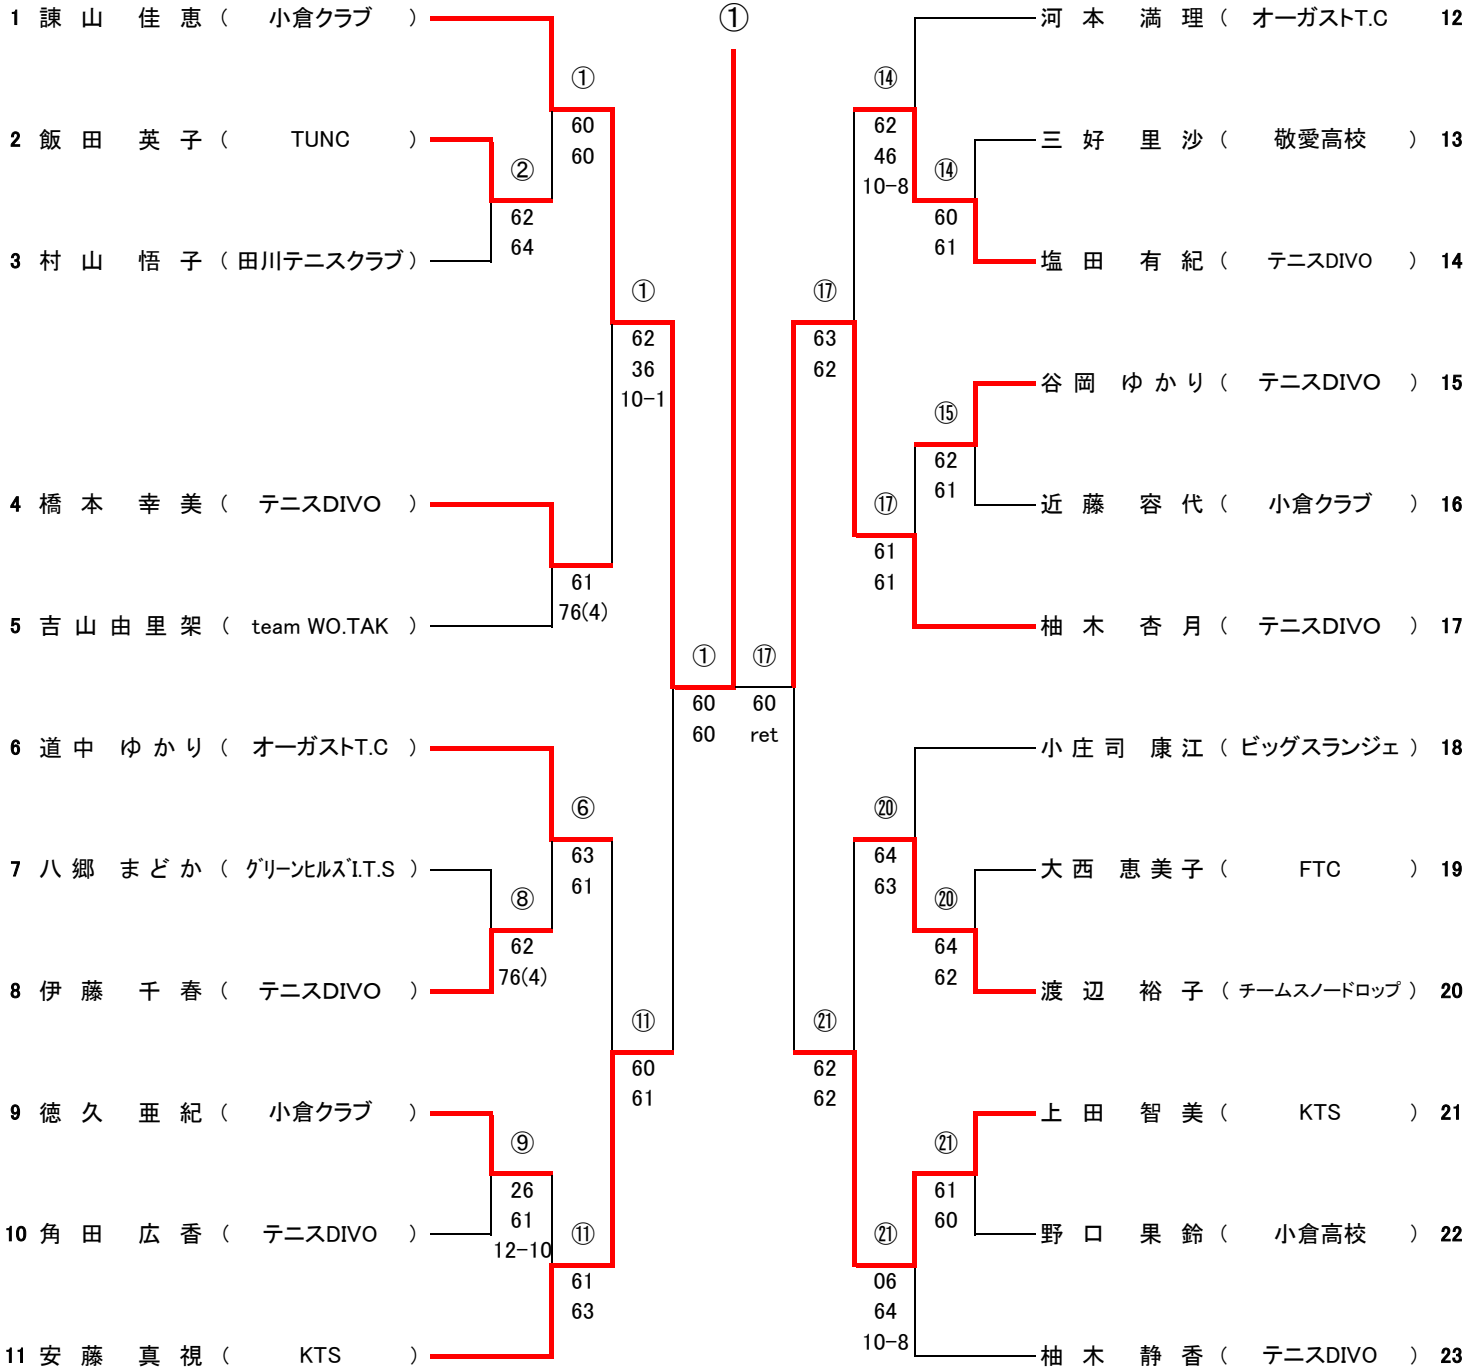 ①
1 諫山 佳恵 ( 小倉クラブ )
①
60
60
2 飯田 英子 ( TUNC )
②
62
64
3 村山 悟子 ( 田川テニスクラブ )
①
62
36
10-1
4 橋本 幸美 ( テニスDIVO )
61
76(4)
5 吉山由里架 ( team WO.TAK )
①
60
60
6 道中 ゆかり ( オーガストT.C )
⑥
63
61
7 八郷 まどか ( グリーンヒルズI.T.S )
⑧
62
76(4)
8 伊藤 千春 ( テニスDIVO )
⑪
60
61
9 徳久 亜紀 ( 小倉クラブ )
⑨
26
61
12-10
10 角田 広香 ( テニスDIVO )
⑪
61
63
11 安藤 真視 ( KTS )
河本 満理 ( オーガストT.C 12
⑭
62
46
10-8
三好 里沙 ( 敬愛高校 ) 13
⑭
60
61
塩田 有紀 ( テニスDIVO ) 14
⑰
63
62
谷岡 ゆかり ( テニスDIVO ) 15
⑮
62
61
近藤 容代 ( 小倉クラブ ) 16
⑰
61
61
柚木 杏月 ( テニスDIVO ) 17
⑰
60
ret
小庄司 康江 ( ビッグスランジェ ) 18
⑳
64
63
大西 恵美子 ( FTC ) 19
⑳
64
62
渡辺 裕子 ( チームスノードロップ ) 20
㉑
62
62
上田 智美 ( KTS ) 21
㉑
61
60
野口 果鈴 ( 小倉高校 ) 22
㉑
06
64
10-8
柚木 静香 ( テニスDIVO ) 23